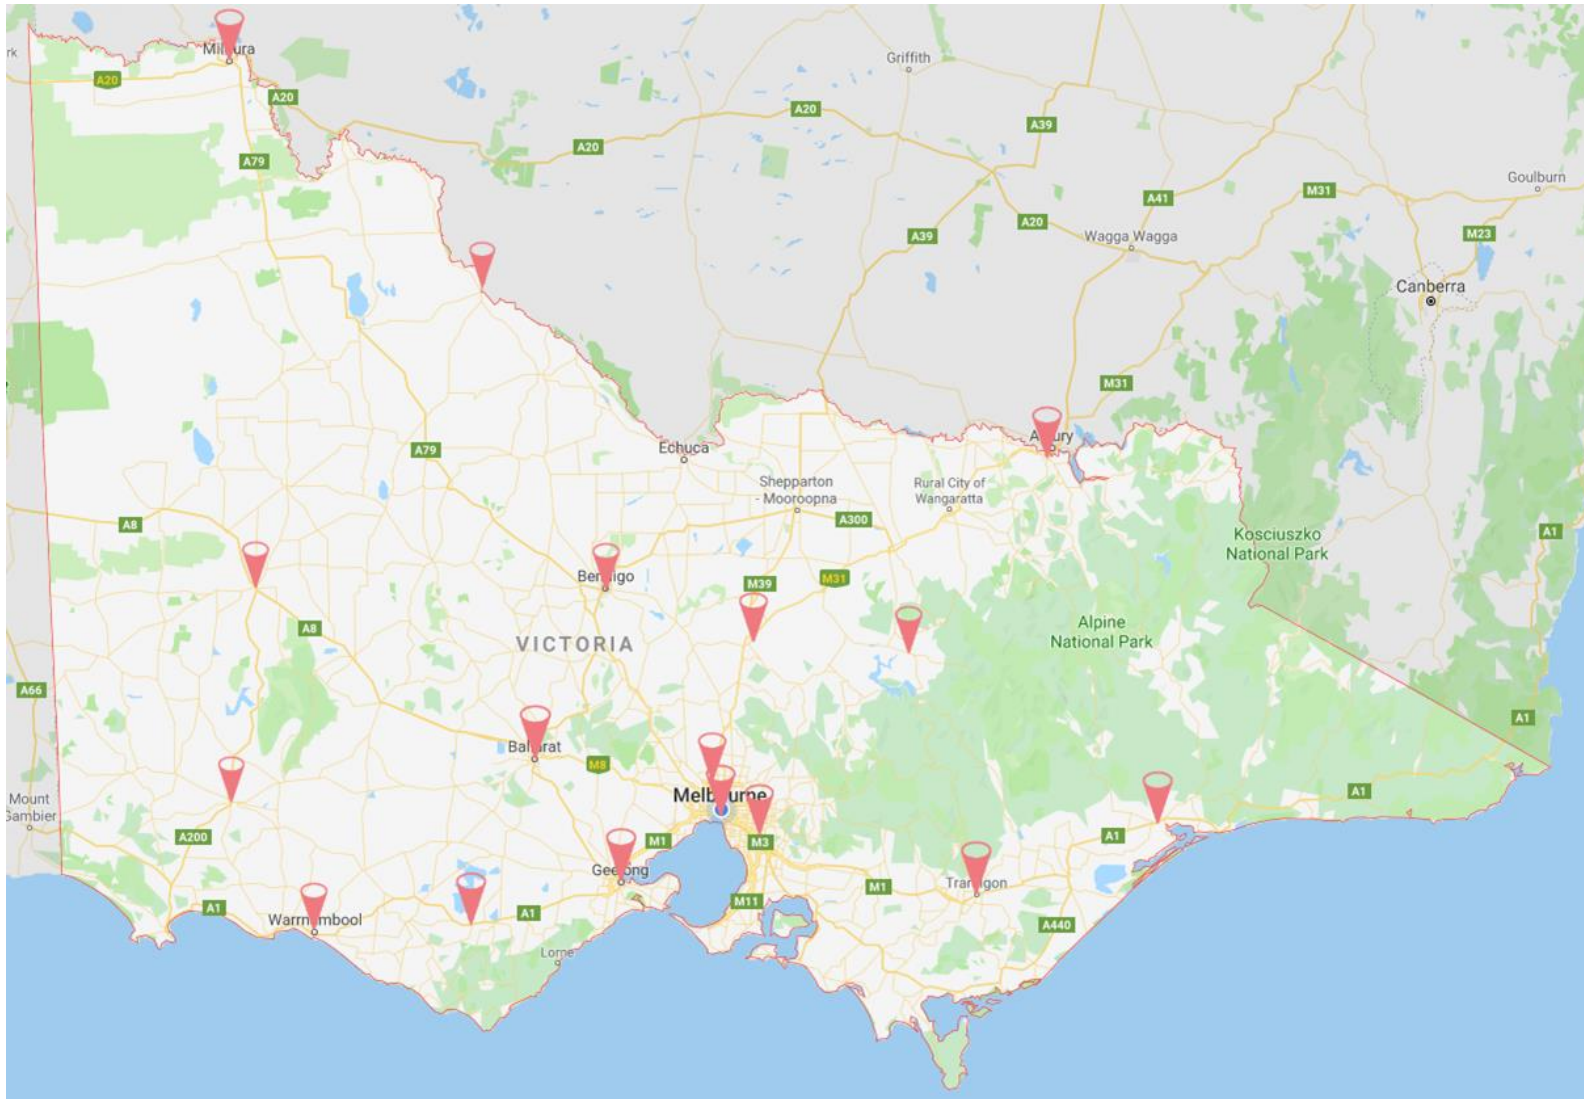 Mildura
rk
Griffith
A20
A20
A20
A20
A39
A79
Goulburn
M31
A41
A20
A39
Wagga Wagga
M23
Canberra
M31
Albury
Echuca
A79
Shepparton
- Mooroopna
Rural City of
Wangaratta
A8
A300
A1
Kosciuszko
National Park
Bendigo
M39
M31
A8
Alpine
National Park
VICTORIA
A66
A1
Ballarat
M8
Melbourne
A1
Mount
Gambier
A200
M1
M3
A1
Geelong
Traralgon
M1
M11
A1
Warrnambool
A1
A440
Lorne